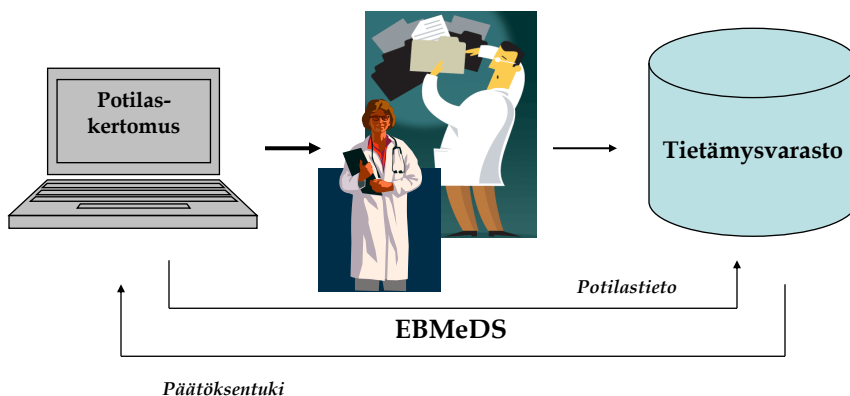 Potilas-
kertomus
Tietämysvarasto
Potilastieto
EBMeDS
Päätöksentuki